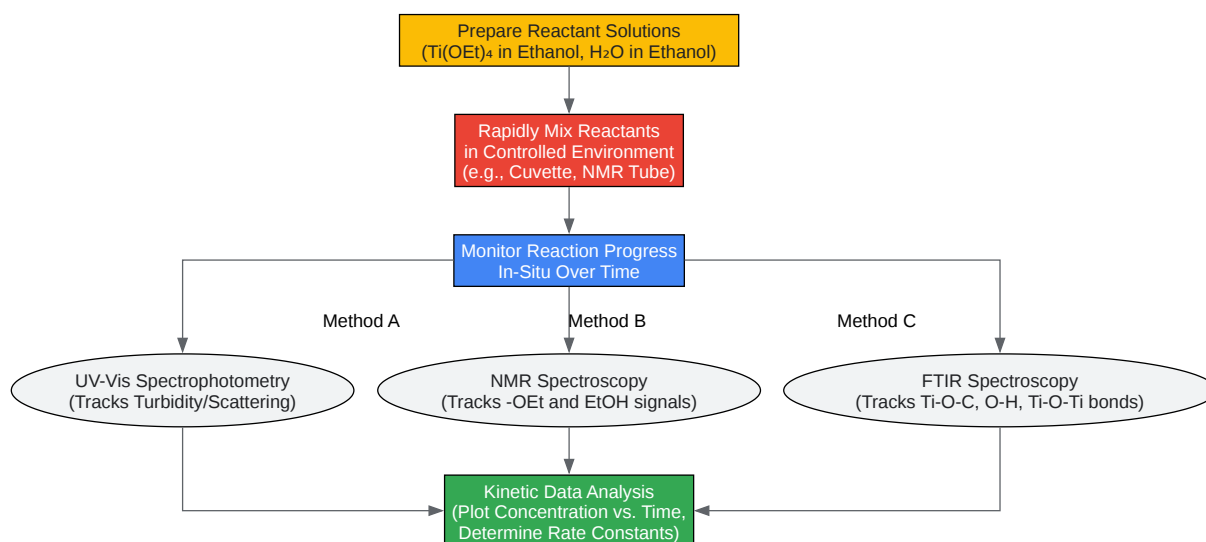 Prepare Reactant Solutions
(Ti(OEt)₄ in Ethanol, H₂O in Ethanol)
Rapidly Mix Reactants
in Controlled Environment
(e.g., Cuvette, NMR Tube)
Monitor Reaction Progress
In-Situ Over Time
Method A
Method B
Method C
UV-Vis Spectrophotometry
(Tracks Turbidity/Scattering)
NMR Spectroscopy
(Tracks -OEt and EtOH signals)
FTIR Spectroscopy
(Tracks Ti-O-C, O-H, Ti-O-Ti bonds)
Kinetic Data Analysis
(Plot Concentration vs. Time,
Determine Rate Constants)